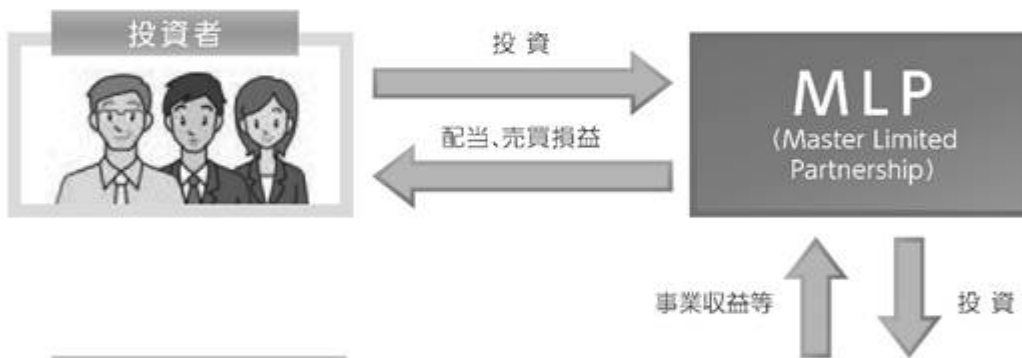 投資者
投資
MLP
(Master Limited
Partnership)
配当、売買損益
事業収益等
投資